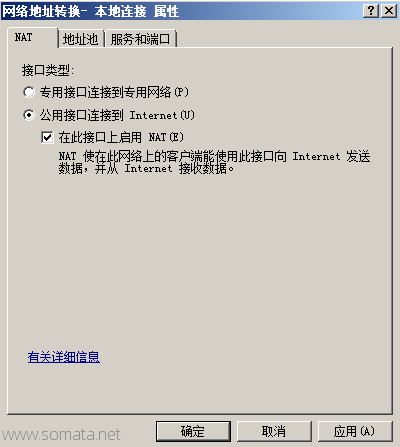 网络地址转换- 本地连接 属性
NAT 地址池 服务和端口
接口类型:
专用接口连接到专用网络(P)
公用接口连接到 Internet(U)
在此接口上启用 NAT(E)
NAT 使在此网络上的客户端能使用此接口向 Internet 发送
数据，并从 Internet 接收数据。
有关详细信息
确定 取消 应用(A)
www.somata.net